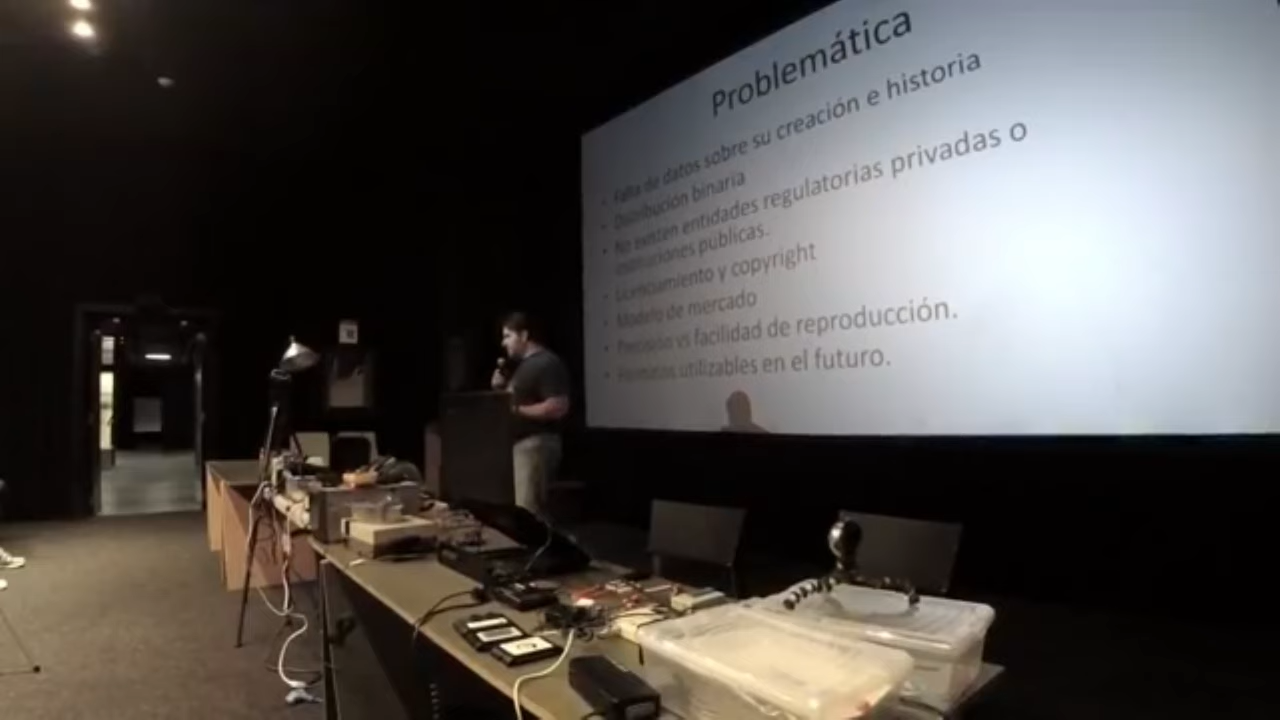 Problemática
• Falta de datos sobre su creación e historia
• Distribución binaria
• No existen entidades regulatorias privadas o
instituciones públicas.
• Licenciamiento y copyright
• Modelo de mercado
• Precisión vs facilidad de reproducción.
• Formatos utilizables en el futuro.